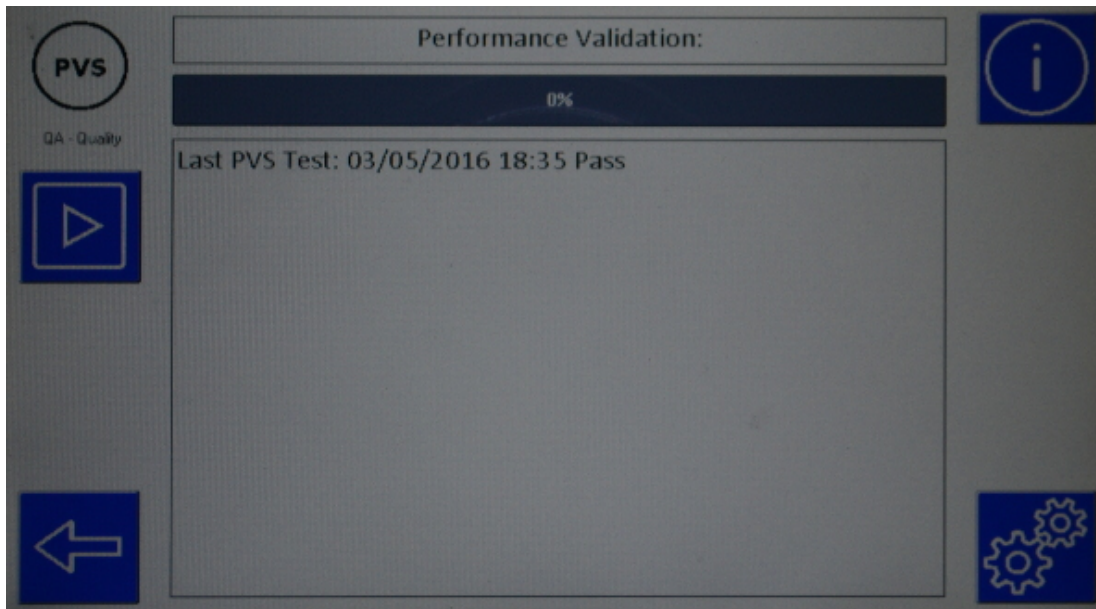 PVS
QA - Quality
Performance Validation:
0%
Last PVS Test: 03/05/2016 18:35 Pass
i